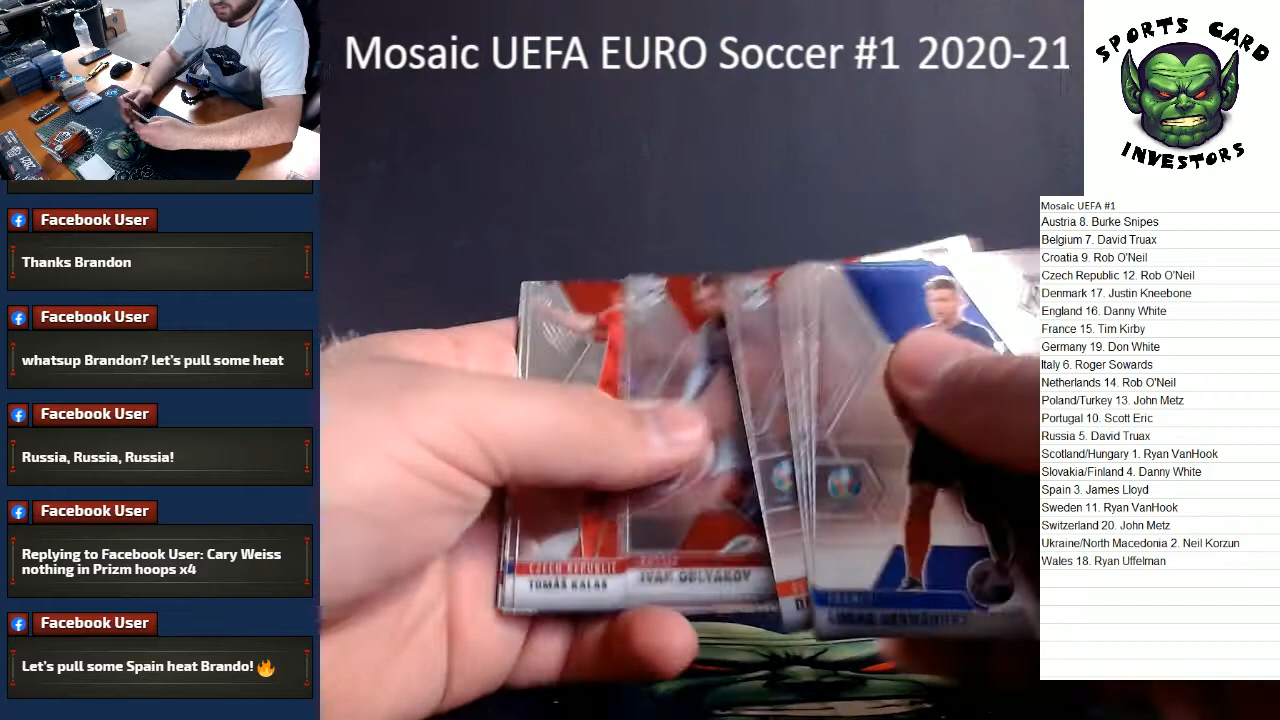 Mosaic UEFA EURO Soccer #1 2020-21
SPORTS CARD
INVESTORS
Facebook User
Thanks Brandon
Facebook User
whatsup Brandon? let's pull some heat
Facebook User
Russia, Russia, Russia!
Facebook User
Replying to Facebook User: Cary Weiss
nothing in Prizm hoops x4
Facebook User
Let's pull some Spain heat Brando! 🔥
CZECH REPUBLIC
TOMÁŠ KALAS
RUSSIA
IVAN OBLYAKOV
FRANCE
LUCAS HERNÁNDEZ
Mosaic UEFA #1
Austria 8. Burke Snipes
Belgium 7. David Truax
Croatia 9. Rob O'Neil
Czech Republic 12. Rob O'Neil
Denmark 17. Justin Kneebone
England 16. Danny White
France 15. Tim Kirby
Germany 19. Don White
Italy 6. Roger Sowards
Netherlands 14. Rob O'Neil
Poland/Turkey 13. John Metz
Portugal 10. Scott Eric
Russia 5. David Truax
Scotland/Hungary 1. Ryan VanHook
Slovakia/Finland 4. Danny White
Spain 3. James Lloyd
Sweden 11. Ryan VanHook
Switzerland 20. John Metz
Ukraine/North Macedonia 2. Neil Korzun
Wales 18. Ryan Uffelman